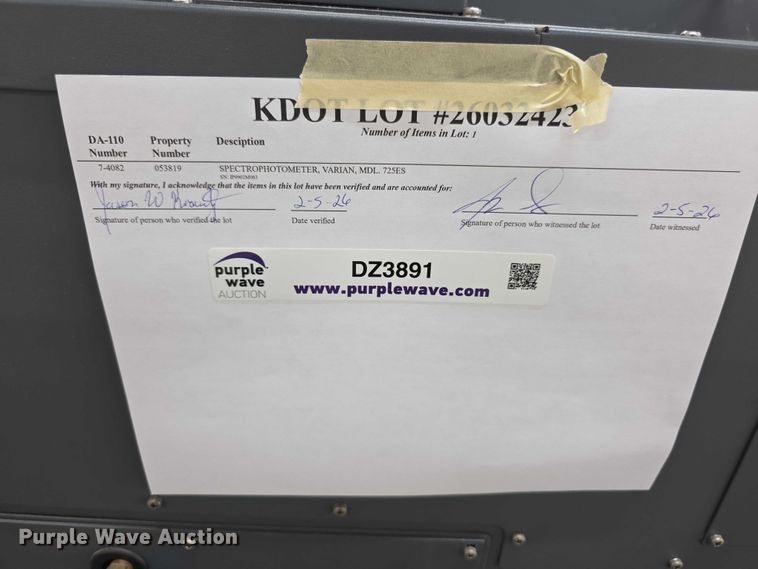 KDOT LOT #26032423
Number of Items in Lot: 1
DA-110 Number
Property Number
Desciption
7-4082 053819 SPECTROPHOTOMETER, VARIAN, MDL. 725ES
With my signature, I acknowledge that the items in this lot have been verified and are accounted for:
Jason W 2-5-26 2-5-26
Signature of person who verified the lot Date verified Signature of person who witnessed the lot Date witnessed
purple wave AUCTION
DZ3891
www.purplewave.com
Purple Wave Auction